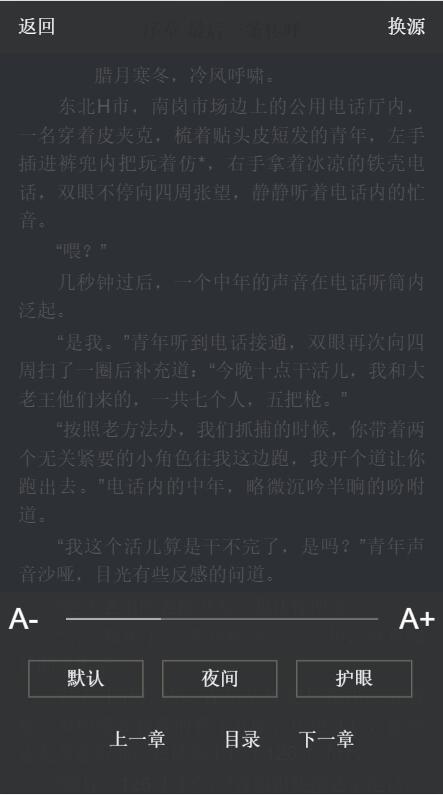 返回
换源
序章 最后一案伙伴
腊月寒冬，冷风呼啸。
东北H市，南岗市场边上的公用电话厅内，
一名穿着皮夹克，梳着贴头皮短发的青年，左手
插进裤兜内把玩着仿*，右手拿着冰凉的铁壳电
话，双眼不停向四周张望，静静听着电话内的忙
音。
“喂？”
几秒钟过后，一个中年的声音在电话听筒内
泛起。
“是我。”青年听到电话接通，双眼再次向四
周扫了一圈后补充道：“今晚十点干活儿，我和大
老王他们来的，一共七个人，五把枪。”
“按照老方法办，我们抓捕的时候，你带着两
个无关紧要的小角色往我这边跑，我开个道让你
跑出去。”电话内的中年，略微沉吟半晌的吩咐
道。
“我这个活儿算是干不完了，是吗？”青年声
音沙哑，目光有些反感的问道。
A-
A+
默认
夜间
护眼
上一章
目录
下一章